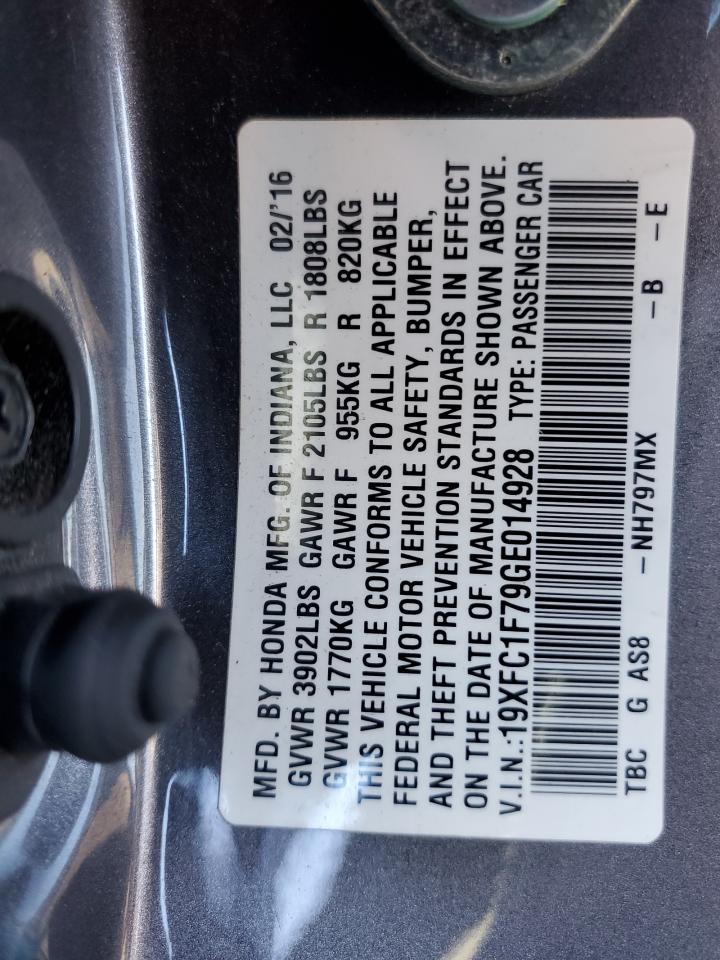 MFD. BY HONDA MFG. OF INDIANA, LLC 02/'16
GVWR 3902LBS GAWR F 2105LBS R 1808LBS
GVWR 1770KG GAWR F 955KG R 820KG
THIS VEHICLE CONFORMS TO ALL APPLICABLE
FEDERAL MOTOR VEHICLE SAFETY, BUMPER,
AND THEFT PREVENTION STANDARDS IN EFFECT
ON THE DATE OF MANUFACTURE SHOWN ABOVE.
V.I.N.:19XFC1F79GE014928 TYPE: PASSENGER CAR
TBC G AS8 -NH797MX -B -E